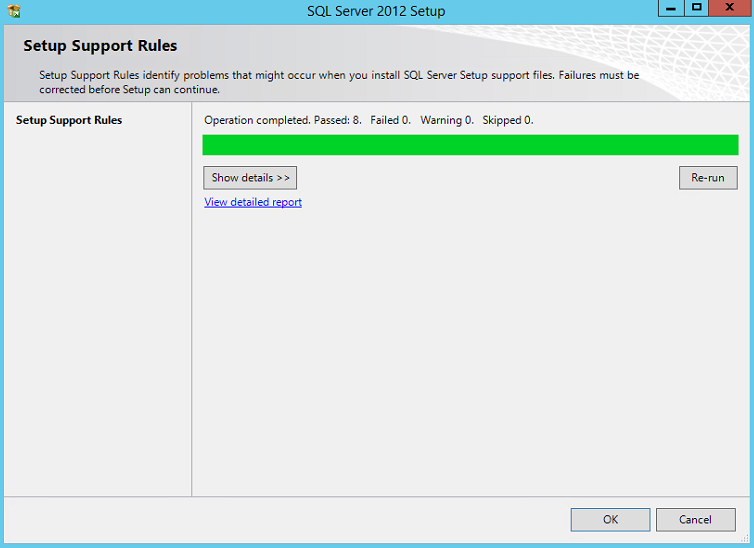 SQL Server 2012 Setup
Setup Support Rules
Setup Support Rules identify problems that might occur when you install SQL Server Setup support files. Failures must be
corrected before Setup can continue.
Setup Support Rules
Operation completed. Passed: 8. Failed 0. Warning 0. Skipped 0.
Show details >>
Re-run
View detailed report
OK
Cancel